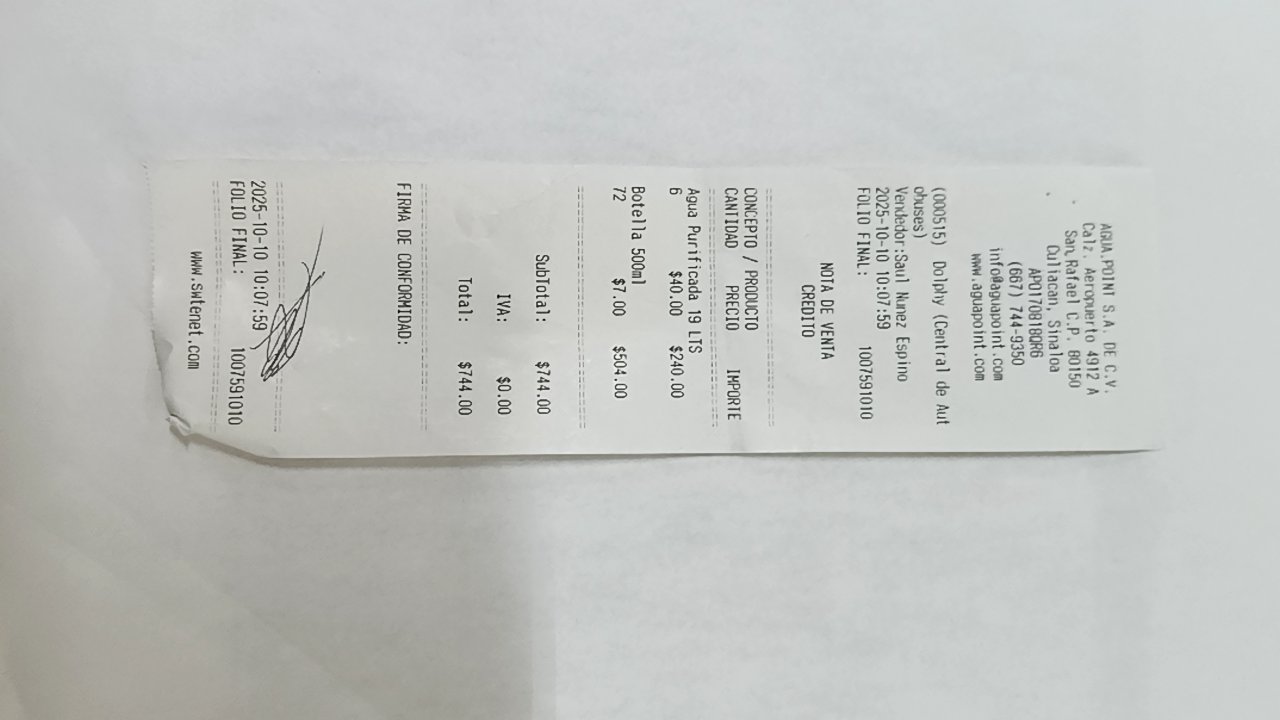 AGUA.POINT S.A. DE C.V.
Calz. Aeropuerto 4912 A
San Rafael C.P. 80150
Culiacan, Sinaloa
APO170818QR6
(667) 744-9350
info@aguapoint.com
www.aguapoint.com
(000515) Dolphy (Central de Aut
obuses)
Vendedor:Saul Nunez Espino
2025-10-10 10:07:59
FOLIO FINAL: 1007591010
NOTA DE VENTA
CREDITO
CONCEPTO / PRODUCTO
CANTIDAD PRECIO IMPORTE
Agua Purificada 19 LTS
6 $40.00 $240.00
Botella 500ml
72 $7.00 $504.00
SubTotal: $744.00
IVA: $0.00
Total: $744.00
FIRMA DE CONFORMIDAD:
2025-10-10 10:07:59
FOLIO FINAL: 1007591010
www.swtenet.com